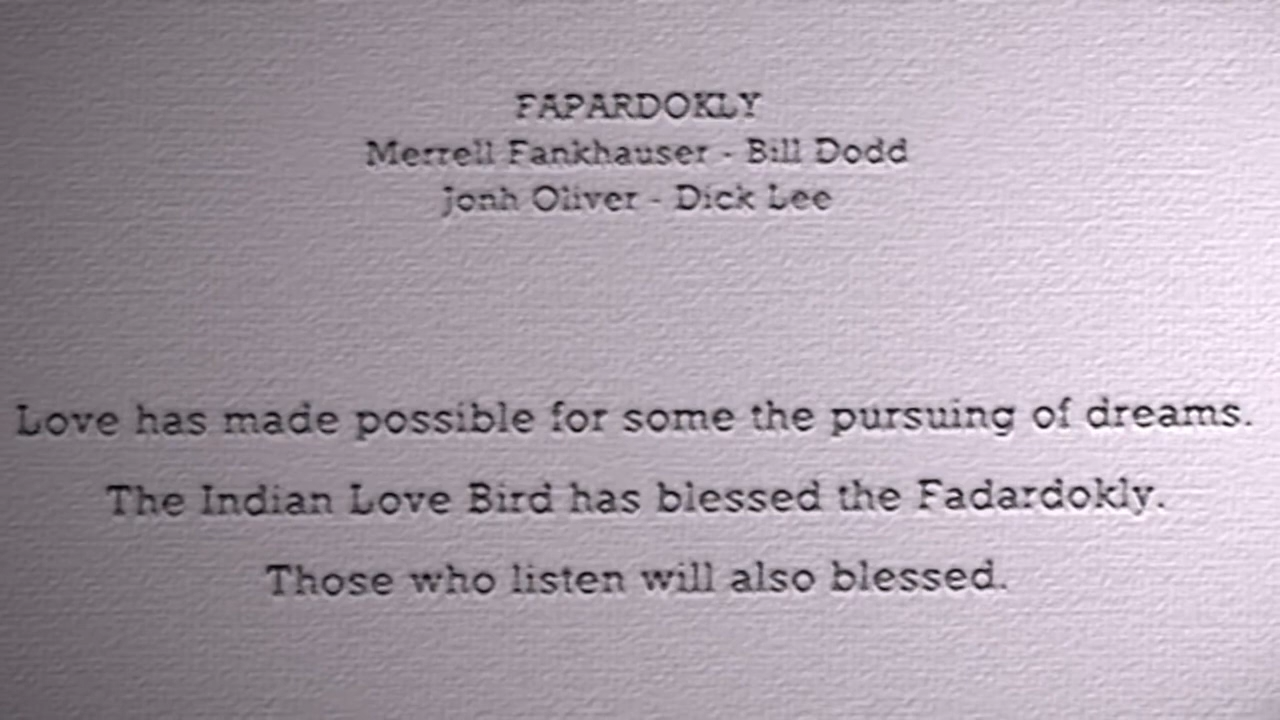 FAPARDOKLY
Merrell Fankhauser - Bill Dodd
Jonh Oliver - Dick Lee
Love has made possible for some the pursuing of dreams.
The Indian Love Bird has blessed the Fadardokly.
Those who listen will also blessed.